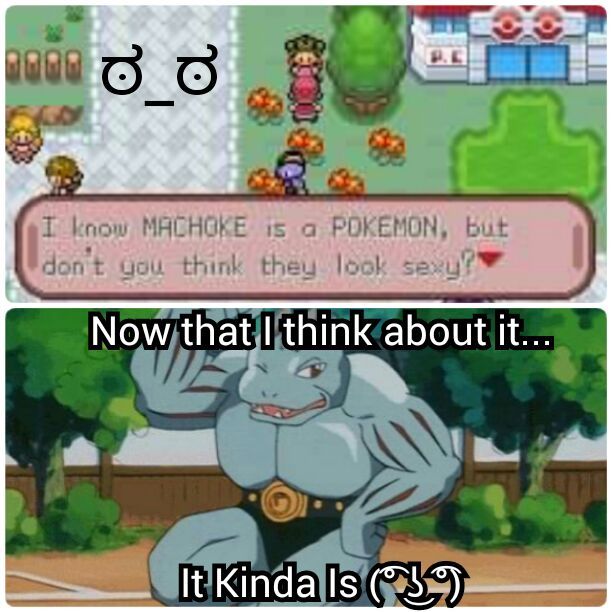 ಠ_ಠ
P.C
I know MACHOKE is a POKEMON, but
don't you think they look sexy?
Now that I think about it...
It Kinda Is ( ͡° ͜ʖ ͡°)